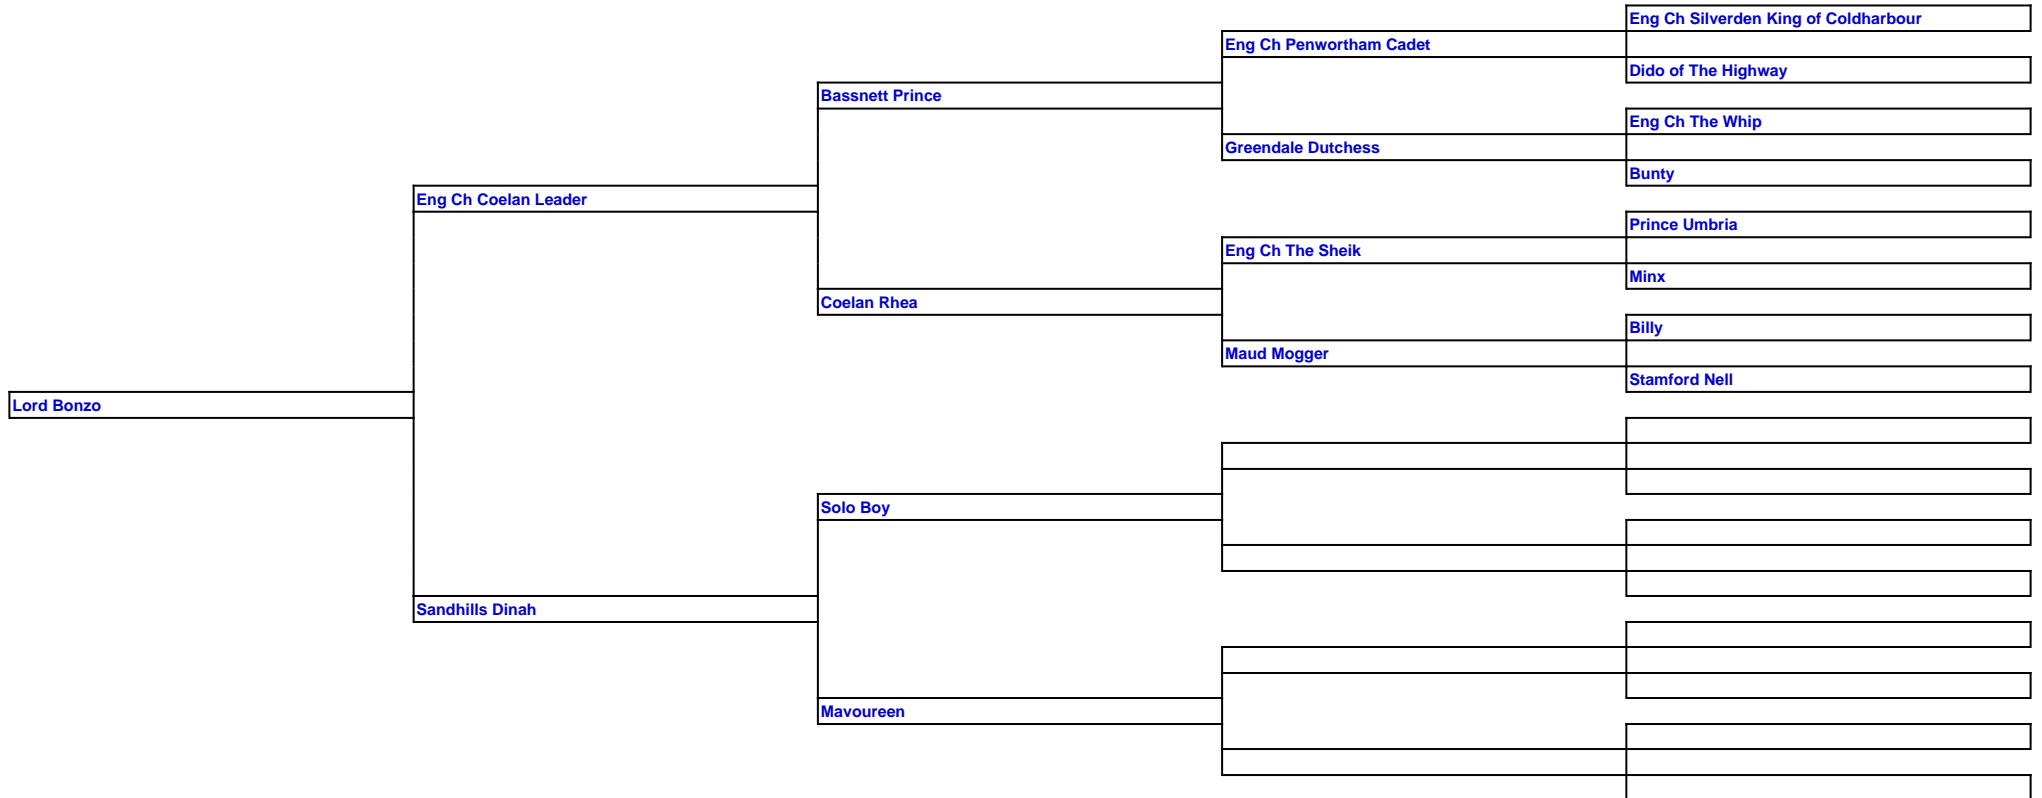 Eng Ch Silverden King of Coldharbour
Eng Ch Penwortham Cadet
Dido of The Highway
Bassnett Prince
Eng Ch The Whip
Greendale Dutchess
Bunty
Eng Ch Coelan Leader
Prince Umbria
Eng Ch The Sheik
Minx
Coelan Rhea
Billy
Maud Mogger
Stamford Nell
Lord Bonzo
Solo Boy
Sandhills Dinah
Mavoureen